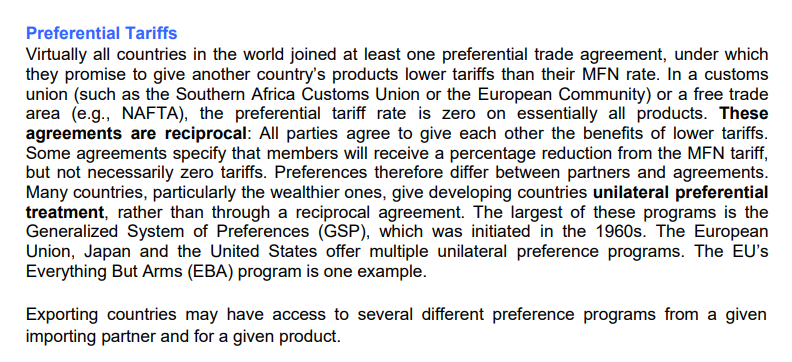 Preferential Tariffs
Virtually all countries in the world joined at least one preferential trade agreement, under which
they promise to give another country's products lower tariffs than their MFN rate. In a customs
union (such as the Southern Africa Customs Union or the European Community) or a free trade
area (e.g., NAFTA), the preferential tariff rate is zero on essentially all products. These
agreements are reciprocal: All parties agree to give each other the benefits of lower tariffs.
Some agreements specify that members will receive a percentage reduction from the MFN tariff,
but not necessarily zero tariffs. Preferences therefore differ between partners and agreements.
Many countries, particularly the wealthier ones, give developing countries unilateral preferential
treatment, rather than through a reciprocal agreement. The largest of these programs is the
Generalized System of Preferences (GSP), which was initiated in the 1960s. The European
Union, Japan and the United States offer multiple unilateral preference programs. The EU's
Everything But Arms (EBA) program is one example.
Exporting countries may have access to several different preference programs from a given
importing partner and for a given product.